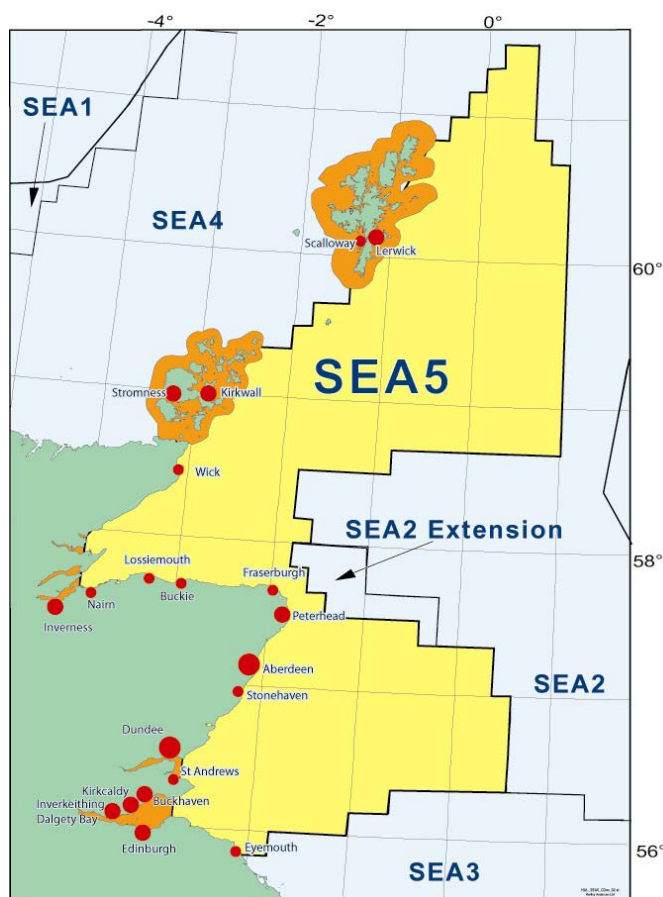 -4°
-2°
0°
SEA1
SEA4
Scalloway
Lerwick
60°
SEA5
Stromness
Kirkwall
Wick
SEA2 Extension
58°
Lossiemouth
Fraserburgh
Buckie
Nairn
Inverness
Peterhead
Aberdeen
SEA2
Stonehaven
Dundee
St Andrews
Kirkcaldy
Buckhaven
Inverkeithing
Dalgety Bay
Edinburgh
Eyemouth
56°
SEA3